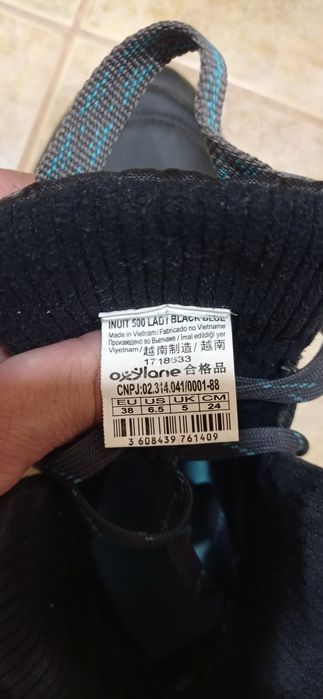 INUIT 500 LADY BLACK BLUE
Made in Vietnam/Fabricado no Vietname
Произведено во Вьетнаме / Imal edildiği yer
Viyetnam/ 越南制造/ 越南
1718633
oxylane 合格品
CNPJ:02.314.041/0001-88
EU US UK CM
38 6.5 5 24
3 608439 761409